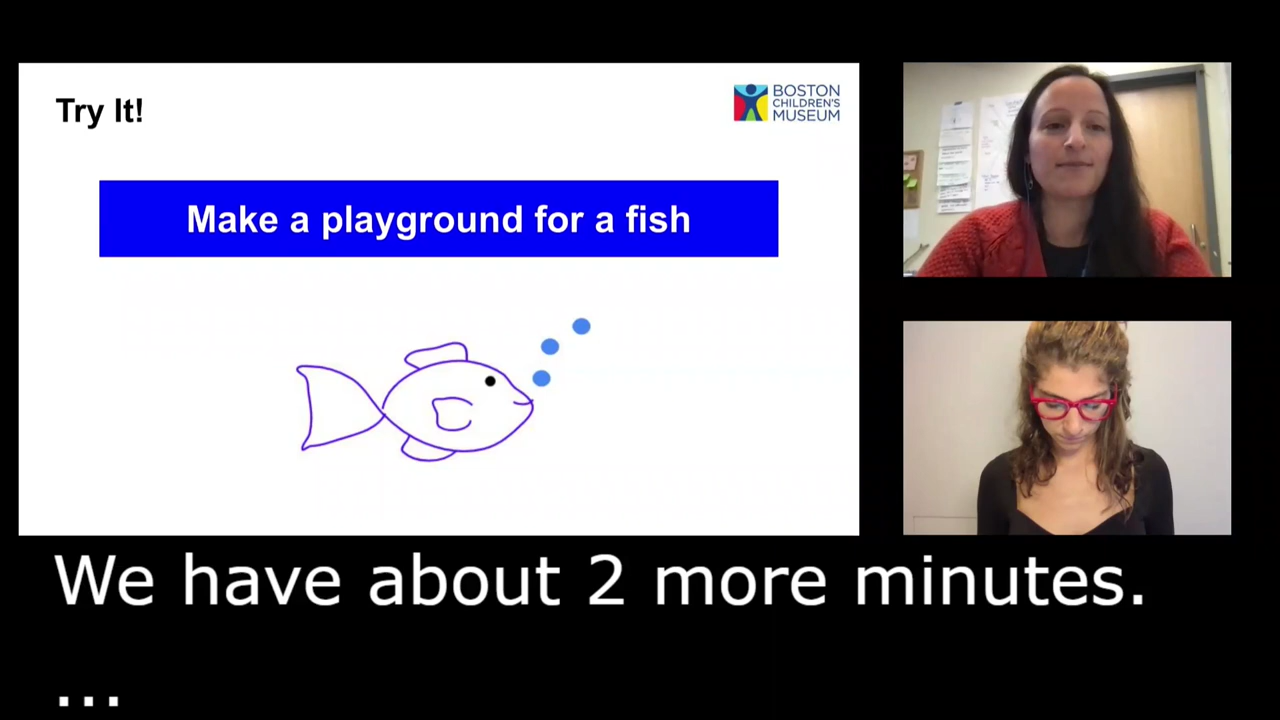 Try It!
BOSTON
CHILDREN'S
MUSEUM
Make a playground for a fish
We have about 2 more minutes.
...